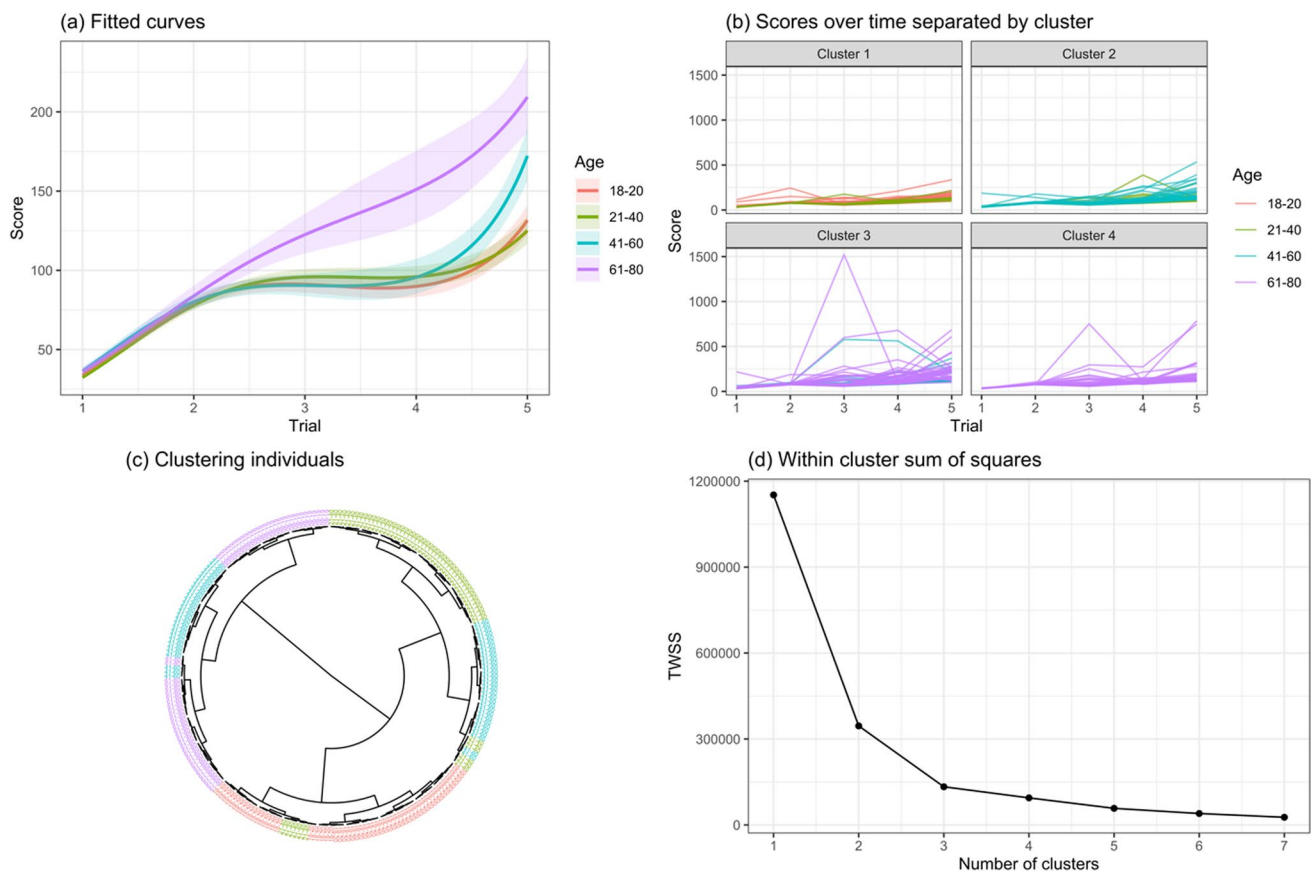 (a) Fitted curves
200
150
100
50
Score
1 2 3 4 5
Trial
Age
18-20
21-40
41-60
61-80
(b) Scores over time separated by cluster
Cluster 1 Cluster 2
1500
1000
500
0
Cluster 3 Cluster 4
1500
1000
500
0
Score
1 2 3 4 5 1 2 3 4 5
Trial
Age
18-20
21-40
41-60
61-80
(c) Clustering individuals
(d) Within cluster sum of squares
1200000
900000
600000
300000
0
TWSS
1 2 3 4 5 6 7
Number of clusters